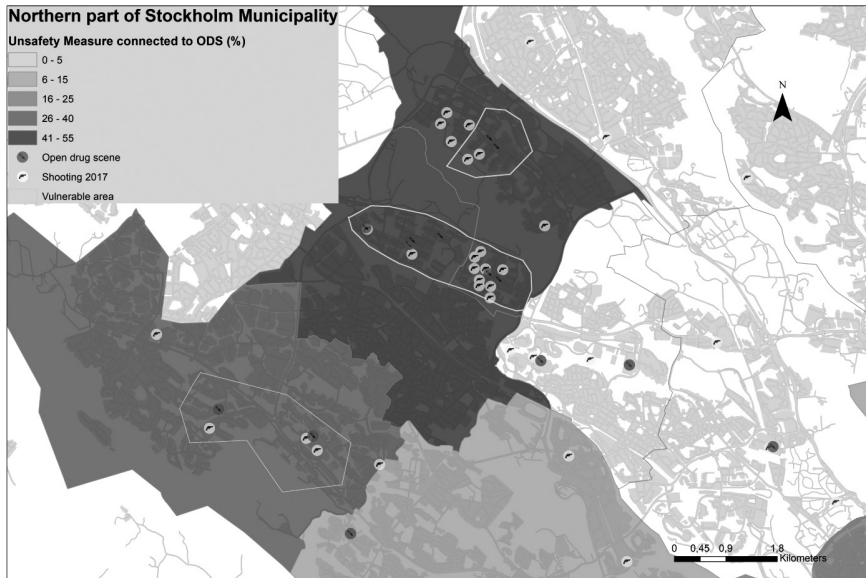 Northern part of Stockholm Municipality
Unsafety Measure connected to ODS (%)
0 - 5
6 - 15
16 - 25
26 - 40
41 - 55
Open drug scene
Shooting 2017
Vulnerable area
N
0 0,45 0,9 1,8
Kilometers